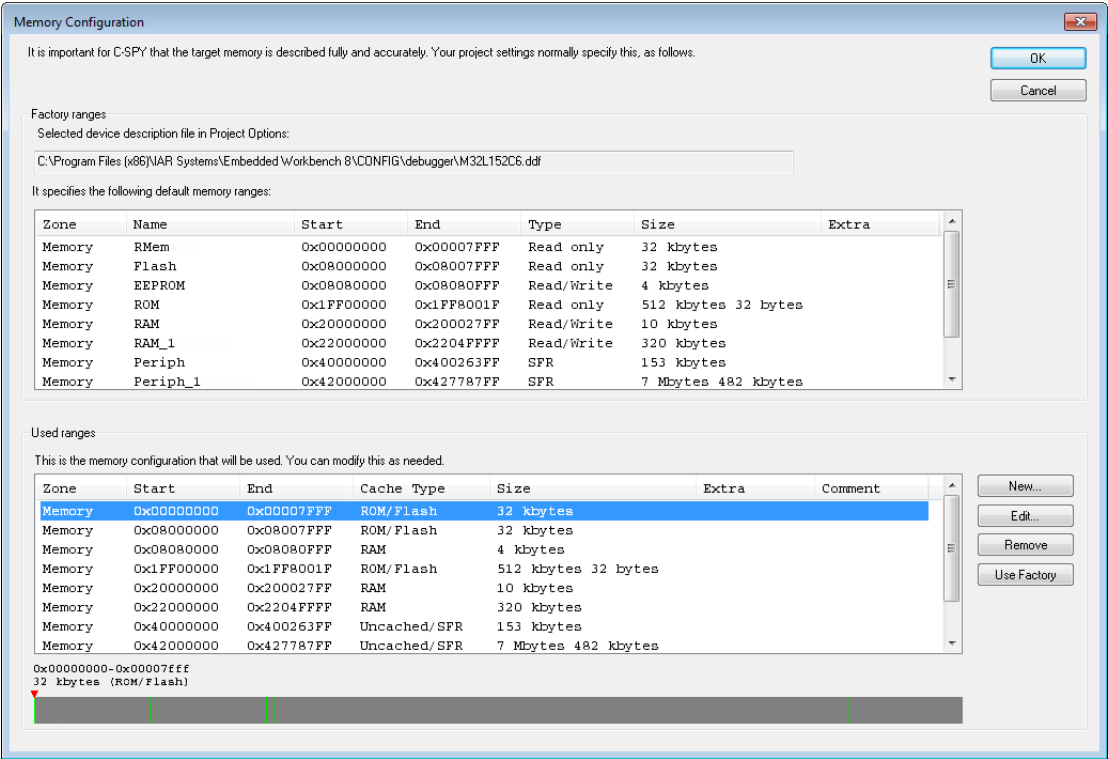 Memory Configuration
It is important for C-SPY that the target memory is described fully and accurately. Your project settings normally specify this, as follows.
OK
Cancel
Factory ranges
Selected device description file in Project Options:
C:\Program Files (x86)\IAR Systems\Embedded Workbench 8\CONFIG\debugger\M32L152C6.ddf
It specifies the following default memory ranges:
Zone Name Start End Type Size Extra
Memory RMem 0x00000000 0x00007FFF Read only 32 kbytes
Memory Flash 0x08000000 0x08007FFF Read only 32 kbytes
Memory EEPROM 0x08080000 0x08080FFF Read/Write 4 kbytes
Memory ROM 0x1FF00000 0x1FF8001F Read only 512 kbytes 32 bytes
Memory RAM 0x20000000 0x200027FF Read/Write 10 kbytes
Memory RAM_1 0x22000000 0x2204FFFF Read/Write 320 kbytes
Memory Periph 0x40000000 0x400263FF SFR 153 kbytes
Memory Periph_1 0x42000000 0x427787FF SFR 7 Mbytes 482 kbytes
Used ranges
This is the memory configuration that will be used. You can modify this as needed.
Zone Start End Cache Type Size Extra Comment
Memory 0x00000000 0x00007FFF ROM/Flash 32 kbytes
Memory 0x08000000 0x08007FFF ROM/Flash 32 kbytes
Memory 0x08080000 0x08080FFF RAM 4 kbytes
Memory 0x1FF00000 0x1FF8001F ROM/Flash 512 kbytes 32 bytes
Memory 0x20000000 0x200027FF RAM 10 kbytes
Memory 0x22000000 0x2204FFFF RAM 320 kbytes
Memory 0x40000000 0x400263FF Uncached/SFR 153 kbytes
Memory 0x42000000 0x427787FF Uncached/SFR 7 Mbytes 482 kbytes
New...
Edit...
Remove
Use Factory
0x00000000-0x00007fff
32 kbytes (ROM/Flash)